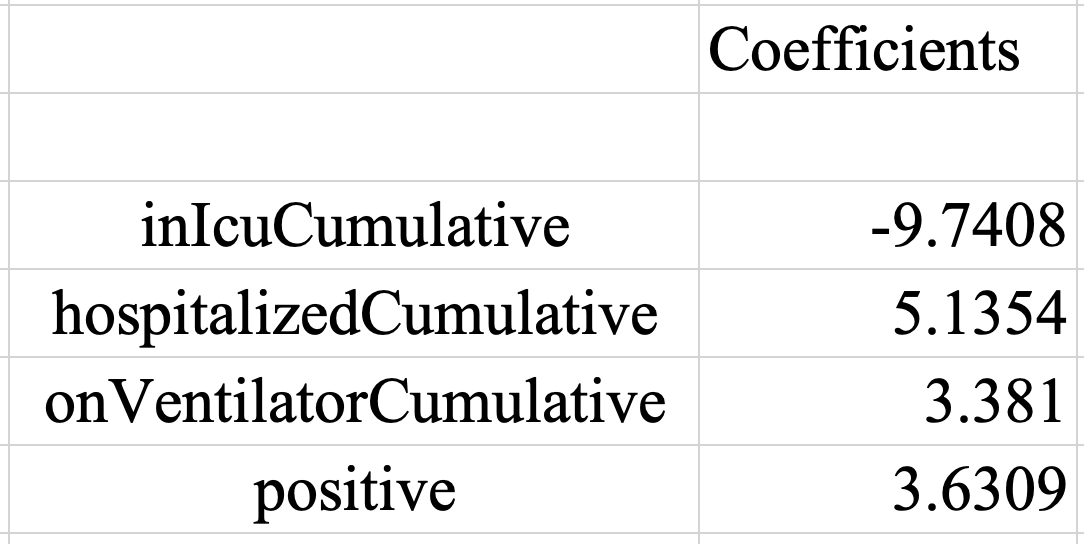 Coefficients
inIcuCumulative -9.7408
hospitalizedCumulative 5.1354
onVentilatorCumulative 3.381
positive 3.6309